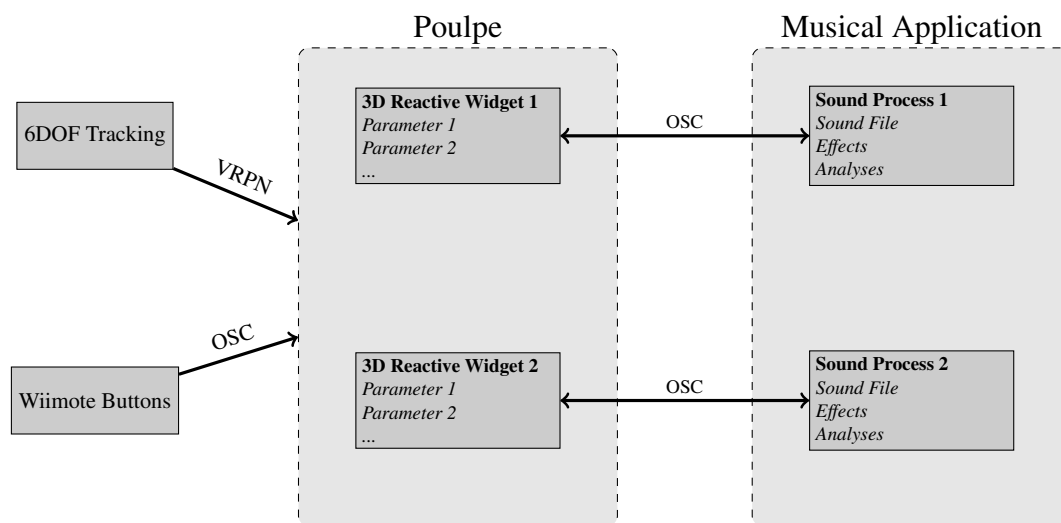 Poulpe
Musical Application
6DOF Tracking
VRPN
3D Reactive Widget 1
Parameter 1
Parameter 2
...
OSC
Sound Process 1
Sound File
Effects
Analyses
Wiimote Buttons
OSC
3D Reactive Widget 2
Parameter 1
Parameter 2
...
OSC
Sound Process 2
Sound File
Effects
Analyses